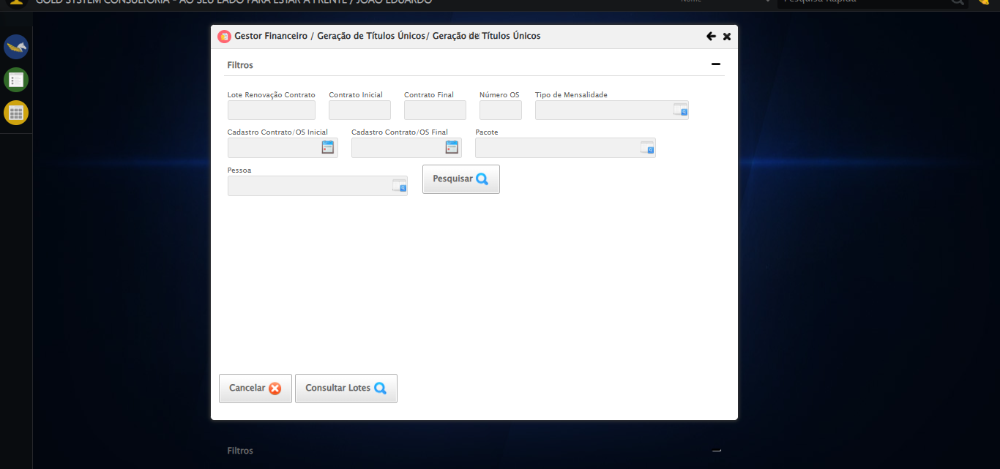 GOLD SYSTEM CONSULTORIA - AO SEU LADO PARA ESTAR À FRENTE / JOÃO EDUARDO
Nome
Pesquisa Rápida
Gestor Financeiro / Geração de Títulos Únicos/ Geração de Títulos Únicos
Filtros
Lote Renovação Contrato Contrato Inicial Contrato Final Número OS Tipo de Mensalidade
Cadastro Contrato/OS Inicial Cadastro Contrato/OS Final Pacote
Pessoa
Pesquisar
Cancelar Consultar Lotes
Filtros